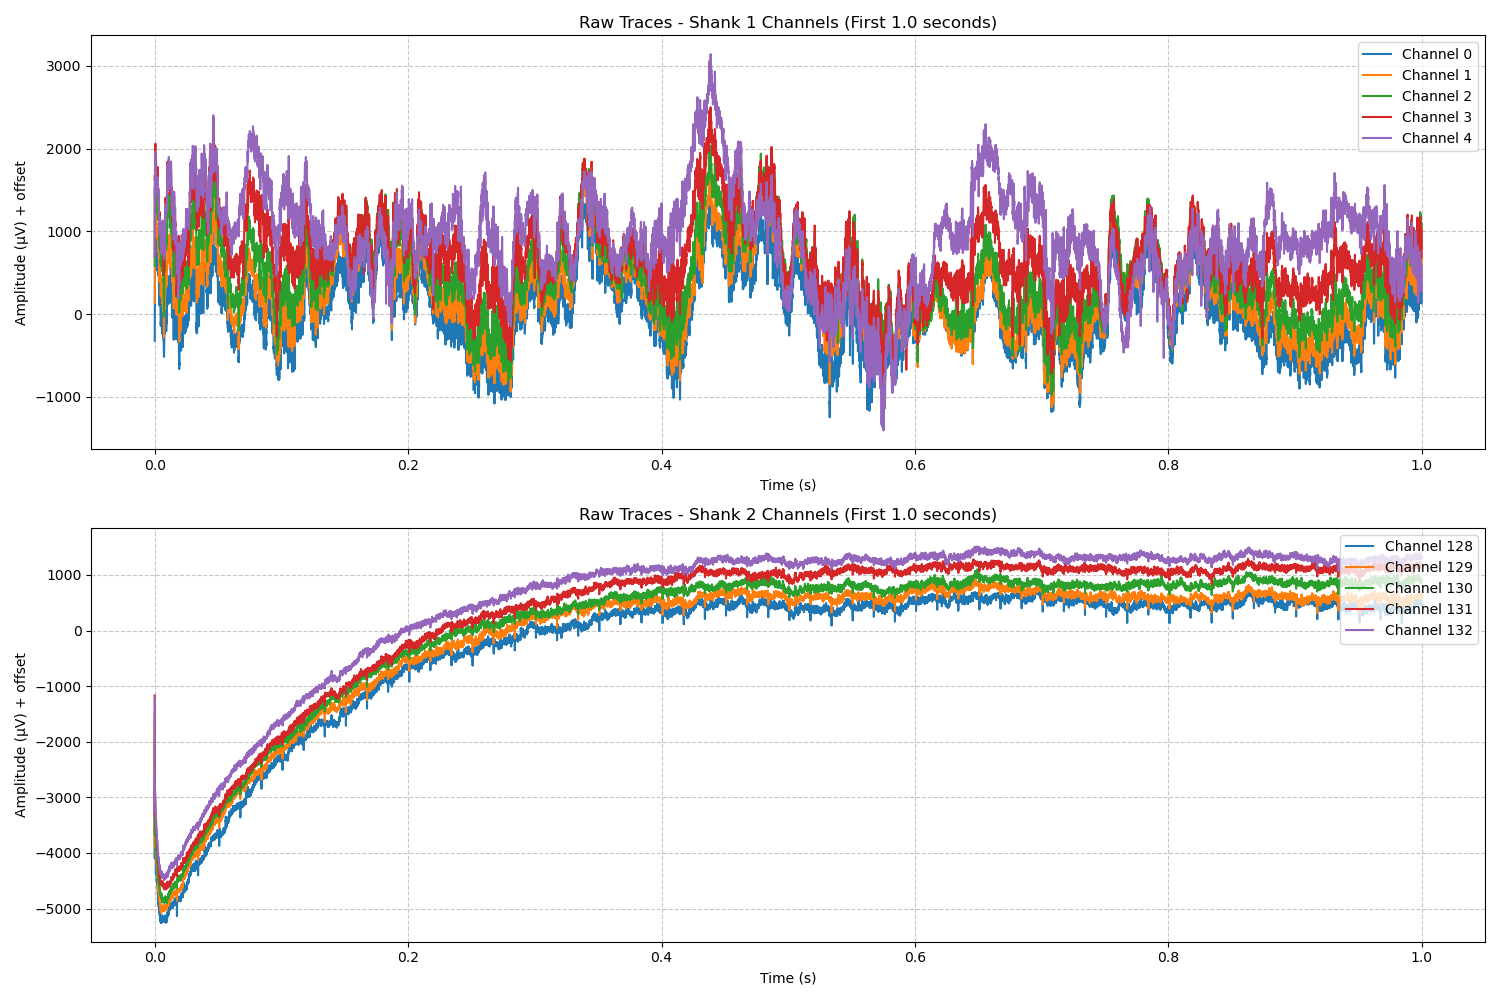 Raw Traces - Shank 1 Channels (First 1.0 seconds)
Amplitude (µV) + offset
3000
2000
1000
0
−1000
Channel 0
Channel 1
Channel 2
Channel 3
Channel 4
0.0 0.2 0.4 0.6 0.8 1.0
Time (s)
Raw Traces - Shank 2 Channels (First 1.0 seconds)
Amplitude (µV) + offset
1000
0
−1000
−2000
−3000
−4000
−5000
Channel 128
Channel 129
Channel 130
Channel 131
Channel 132
0.0 0.2 0.4 0.6 0.8 1.0
Time (s)